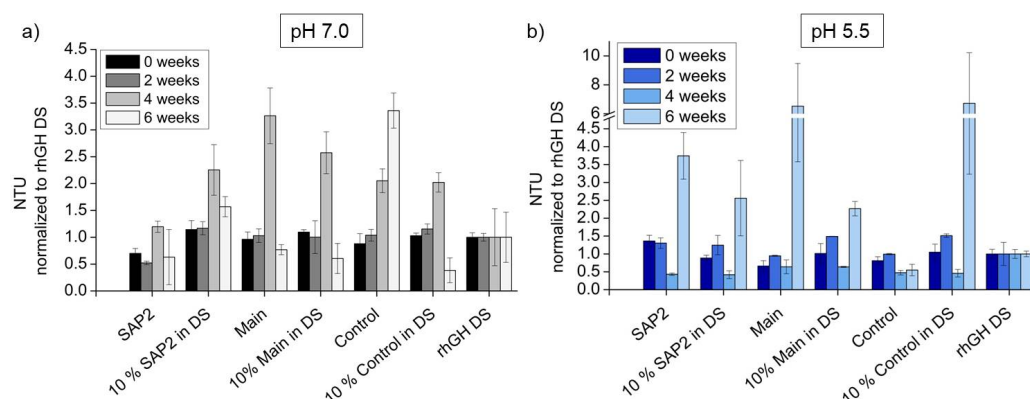 a)
pH 7.0
NTU
normalized to rhGH DS
4.5
4.0
3.5
3.0
2.5
2.0
1.5
1.0
0.5
0.0
0 weeks
2 weeks
4 weeks
6 weeks
SAP2
10 % SAP2 in DS
Main
10% Main in DS
Control
10 % Control in DS
rhGH DS
b)
pH 5.5
NTU
normalized to rhGH DS
10
8
6
4.5
4.0
3.5
3.0
2.5
2.0
1.5
1.0
0.5
0.0
0 weeks
2 weeks
4 weeks
6 weeks
SAP2
10 % SAP2 in DS
Main
10% Main in DS
Control
10 % Control in DS
rhGH DS